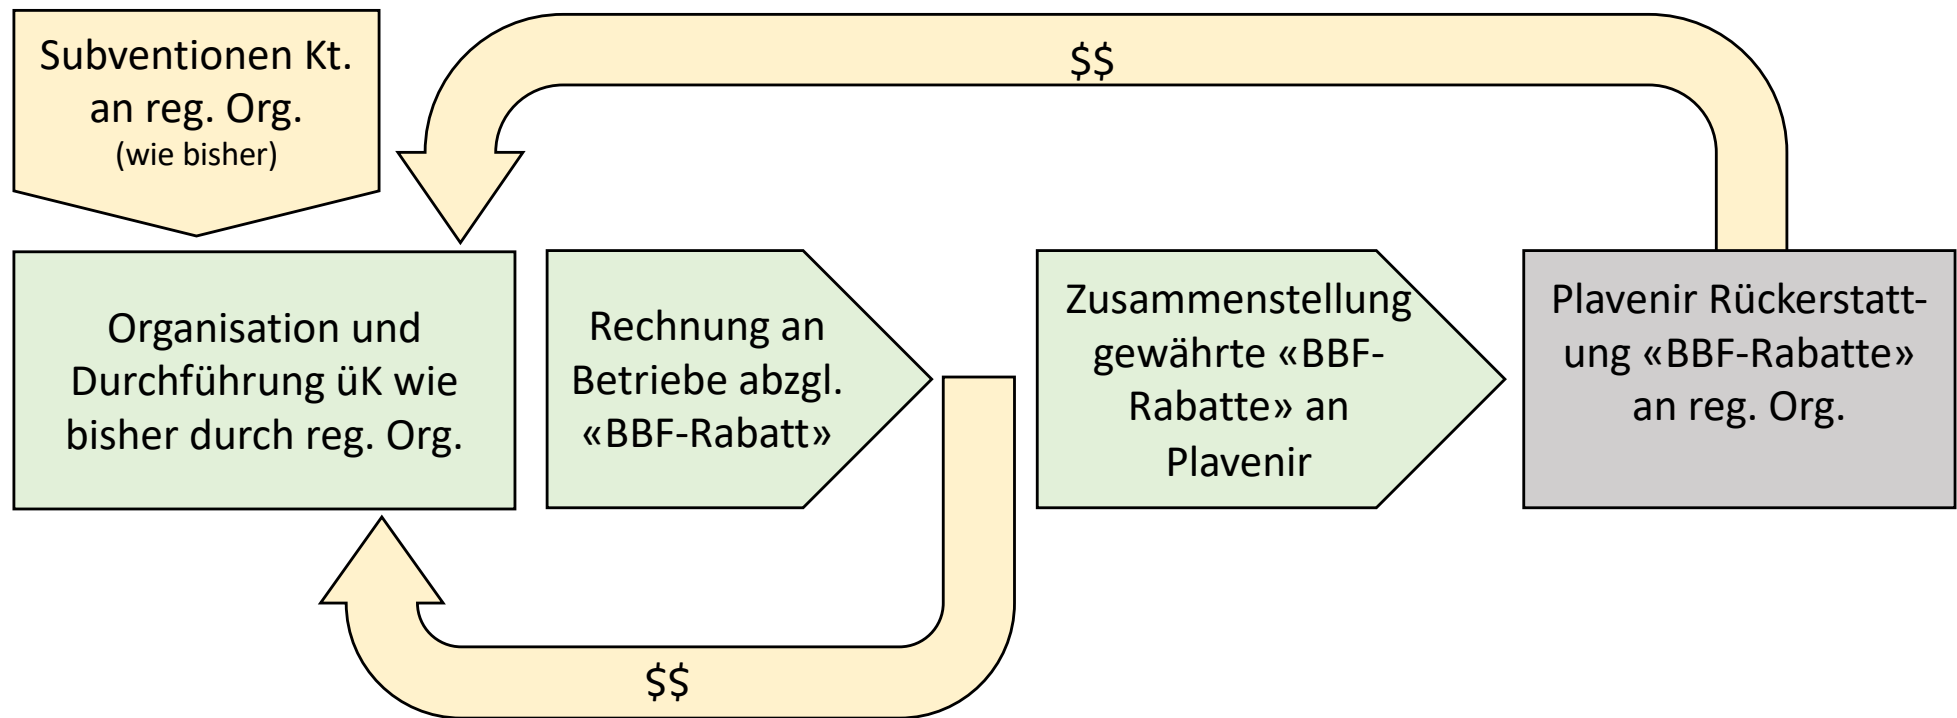 Subventionen Kt.
an reg. Org.
(wie bisher)
$$
Organisation und
Durchführung üK wie
bisher durch reg. Org.
Rechnung an
Betriebe abzgl.
«BBF-Rabatt»
Zusammenstellung
gewährte «BBF-
Rabatte» an
Plavenir
Plavenir Rückerstatt-
ung «BBF-Rabatte»
an reg. Org.
$$